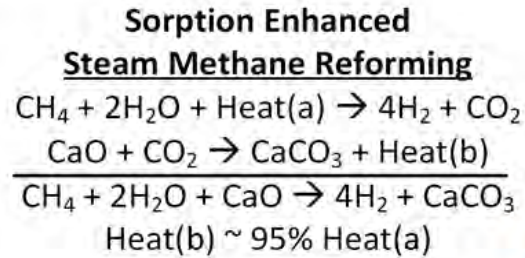 Sorption Enhanced
Steam Methane Reforming
CH₄ + 2H₂O + Heat(a) → 4H₂ + CO₂
CaO + CO₂ → CaCO₃ + Heat(b)
CH₄ + 2H₂O + CaO → 4H₂ + CaCO₃
Heat(b) ~ 95% Heat(a)